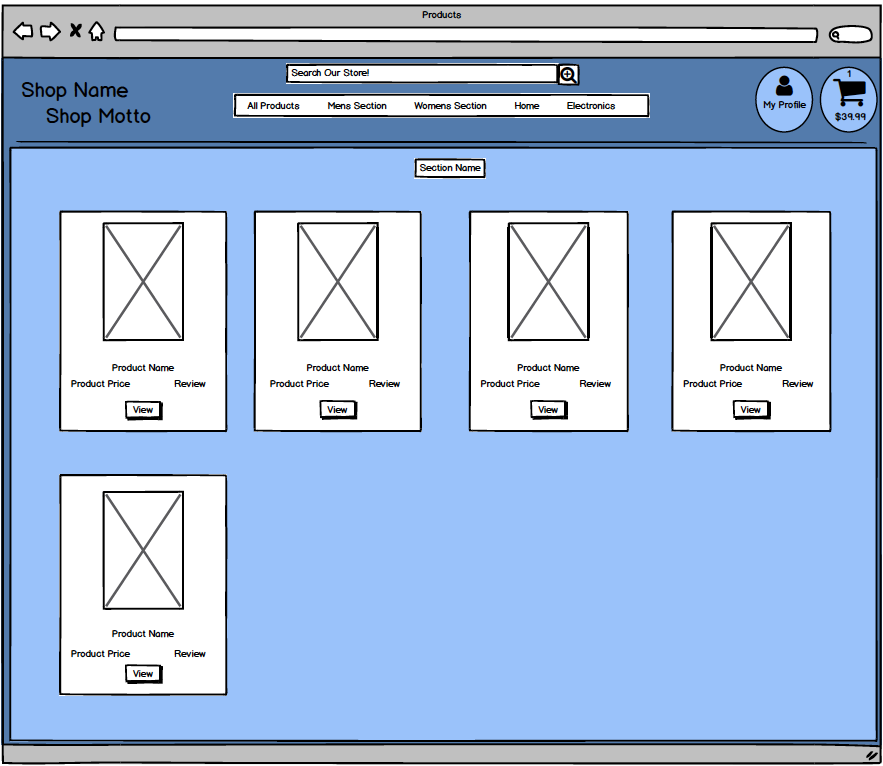 Products
Search Our Store!
Shop Name
Shop Motto
All Products Mens Section Womens Section Home Electronics
My Profile
1
$39.99
Section Name
Product Name Product Name Product Name Product Name
Product Price Review Product Price Review Product Price Review Product Price Review
View View View View
Product Name
Product Price Review
View